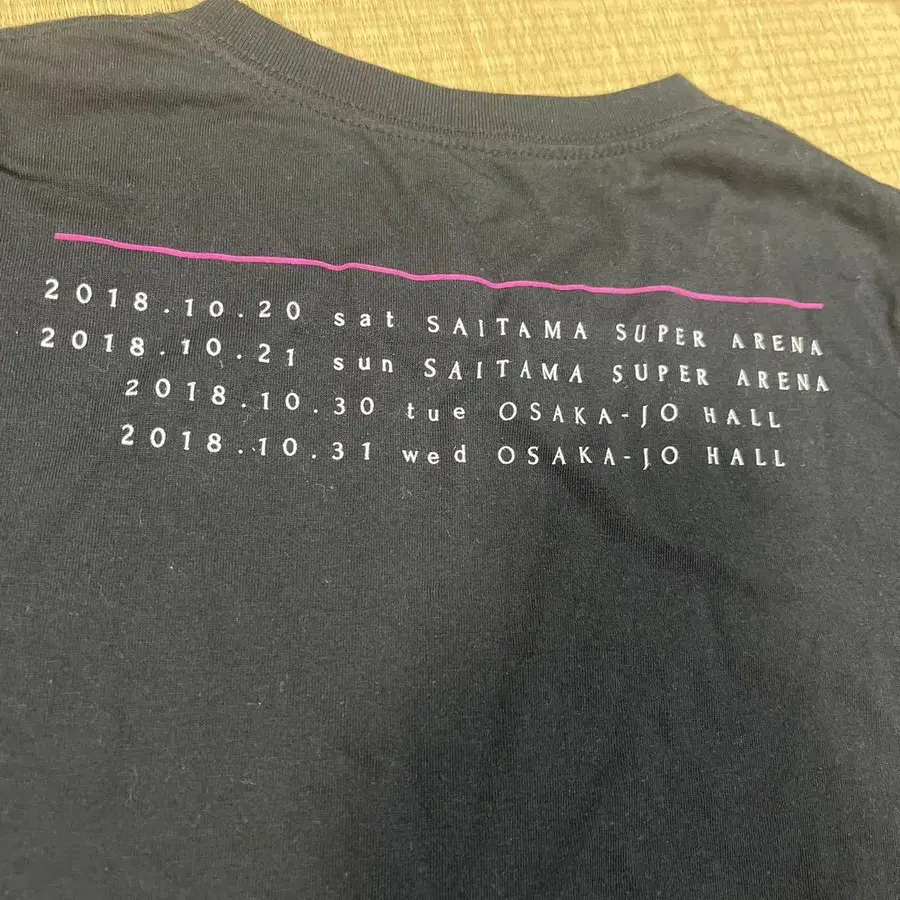 2018.10.20 sat SAITAMA SUPER ARENA
2018.10.21 sun SAITAMA SUPER ARENA
2018.10.30 tue OSAKA-JO HALL
2018.10.31 wed OSAKA-JO HALL